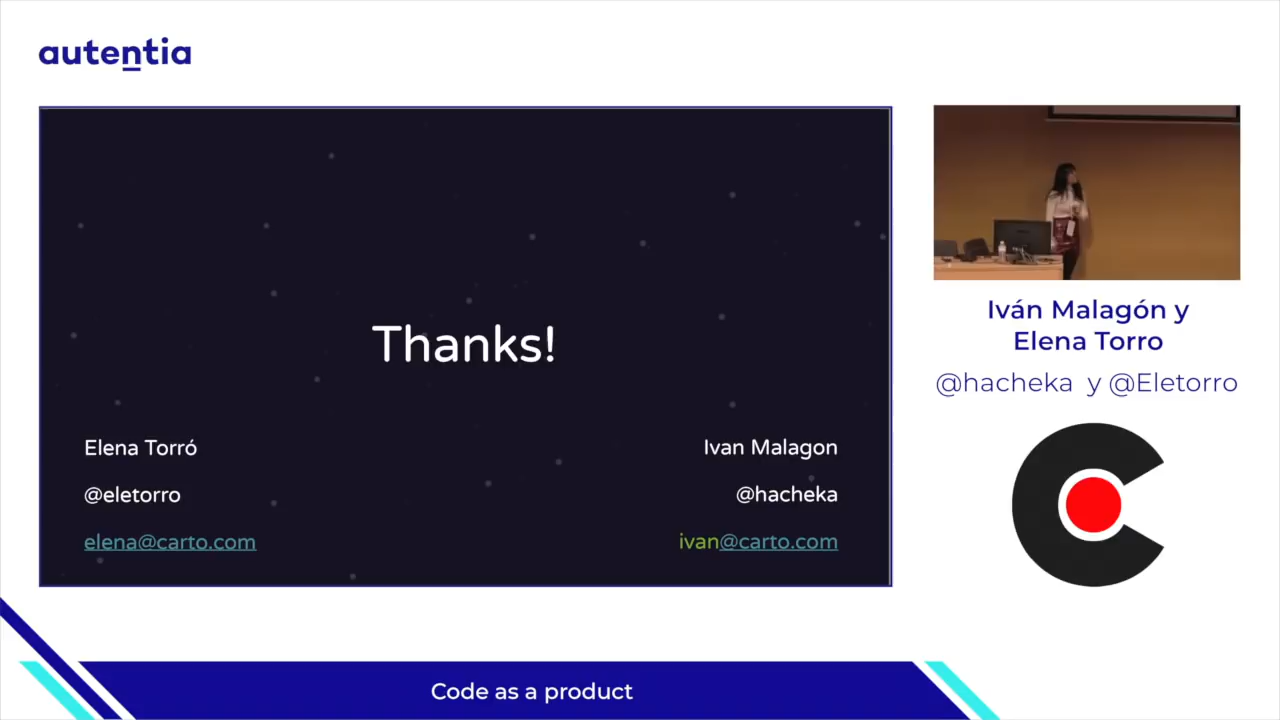 autentia
Thanks!
Elena Torró
@eletorro
elena@carto.com
Ivan Malagon
@hacheka
ivan@carto.com
Iván Malagón y
Elena Torro
@hacheka y @Eletorro
Code as a product